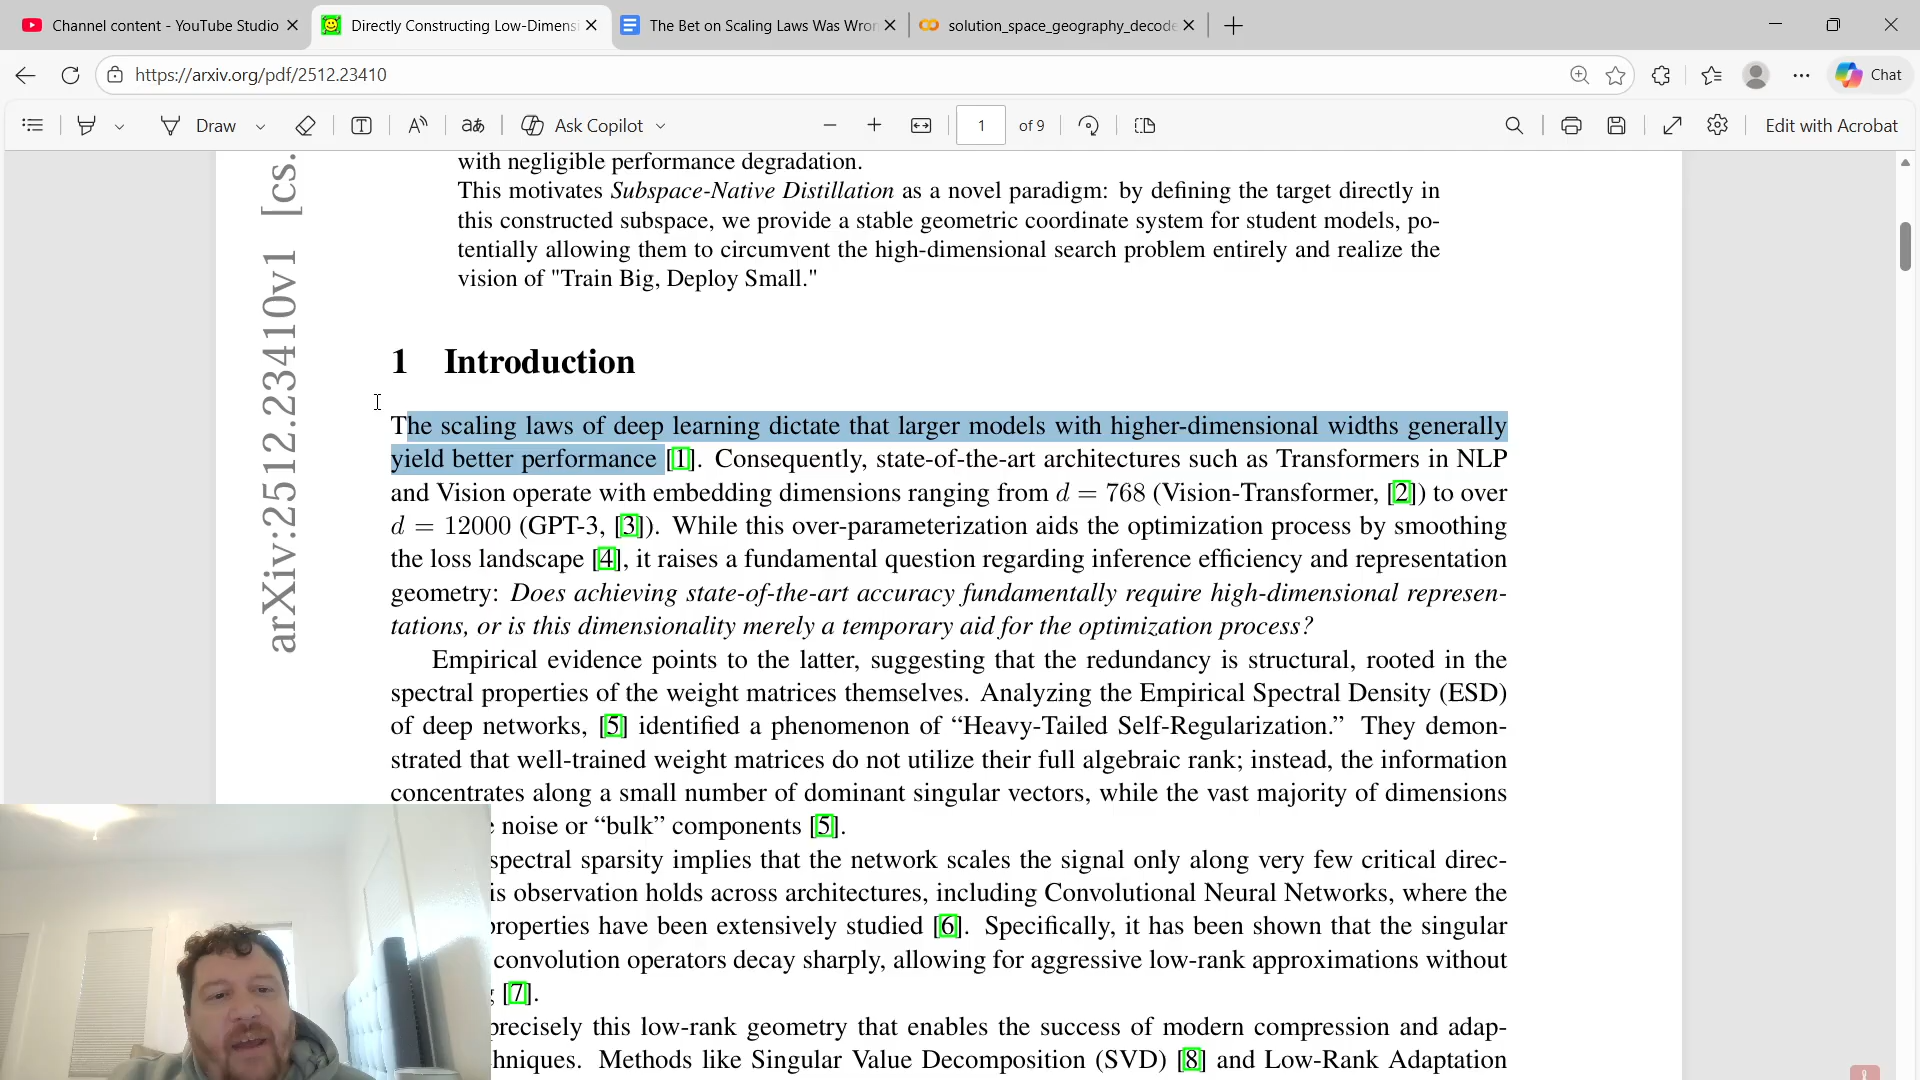 Channel content - YouTube Studio
Directly Constructing Low-Dimens
The Bet on Scaling Laws Was Wron
solution_space_geography_decode
https://arxiv.org/pdf/2512.23410
Chat
Draw
aあ
Ask Copilot
1
of 9
Edit with Acrobat
arXiv:2512.23410v1 [cs.
with negligible performance degradation.
This motivates Subspace-Native Distillation as a novel paradigm: by defining the target directly in
this constructed subspace, we provide a stable geometric coordinate system for student models, po-
tentially allowing them to circumvent the high-dimensional search problem entirely and realize the
vision of "Train Big, Deploy Small."
1 Introduction
The scaling laws of deep learning dictate that larger models with higher-dimensional widths generally
yield better performance [1]. Consequently, state-of-the-art architectures such as Transformers in NLP
and Vision operate with embedding dimensions ranging from d = 768 (Vision-Transformer, [2]) to over
d = 12000 (GPT-3, [3]). While this over-parameterization aids the optimization process by smoothing
the loss landscape [4], it raises a fundamental question regarding inference efficiency and representation
geometry: Does achieving state-of-the-art accuracy fundamentally require high-dimensional represen-
tations, or is this dimensionality merely a temporary aid for the optimization process?
Empirical evidence points to the latter, suggesting that the redundancy is structural, rooted in the
spectral properties of the weight matrices themselves. Analyzing the Empirical Spectral Density (ESD)
of deep networks, [5] identified a phenomenon of “Heavy-Tailed Self-Regularization.” They demon-
strated that well-trained weight matrices do not utilize their full algebraic rank; instead, the information
concentrates along a small number of dominant singular vectors, while the vast majority of dimensions
noise or “bulk” components [5].
spectral sparsity implies that the network scales the signal only along very few critical direc-
is observation holds across architectures, including Convolutional Neural Networks, where the
properties have been extensively studied [6]. Specifically, it has been shown that the singular
convolution operators decay sharply, allowing for aggressive low-rank approximations without
[7].
precisely this low-rank geometry that enables the success of modern compression and adap-
hniques. Methods like Singular Value Decomposition (SVD) [8] and Low-Rank Adaptation